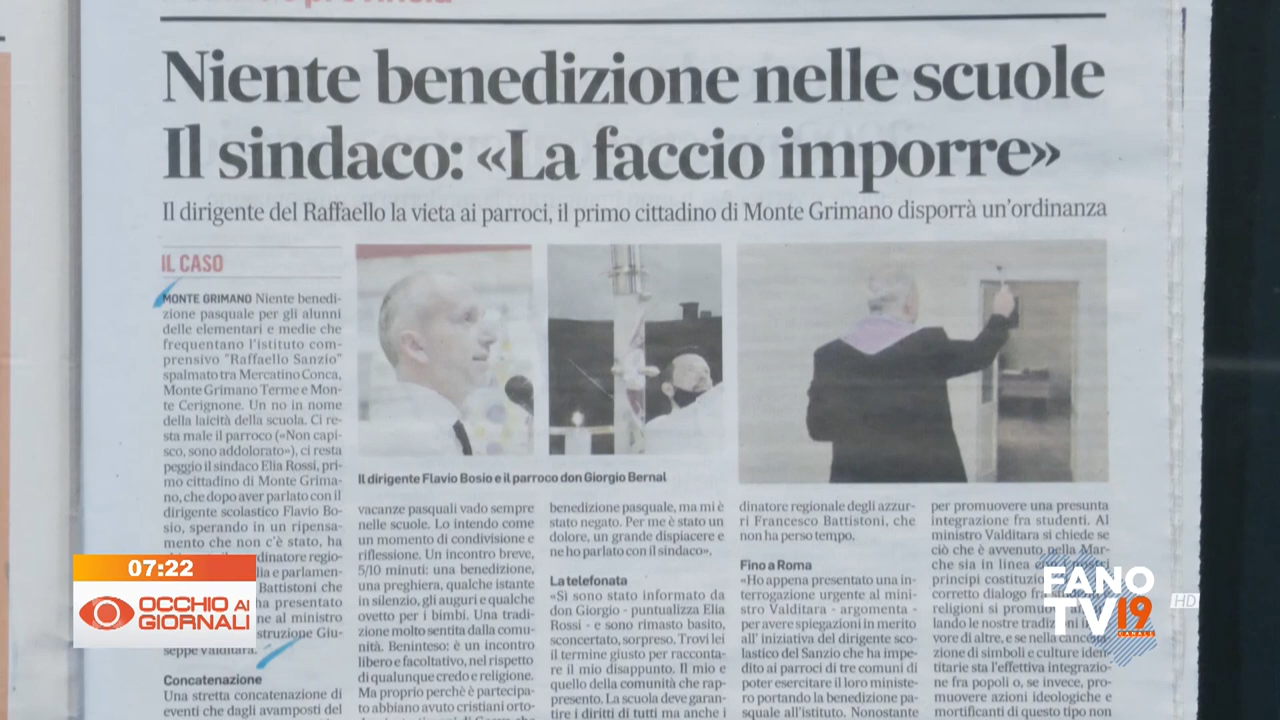 Niente benedizione nelle scuole
Il sindaco: «La faccio imporre»
Il dirigente del Raffaello la vieta ai parroci, il primo cittadino di Monte Grimano disporrà un'ordinanza
IL CASO
MONTE GRIMANO Niente benedi-
zione pasquale per gli alunni
delle elementari e medie che
frequentano l'istituto com-
prensivo "Raffaello Sanzio"
spalmato tra Mercatino Conca,
Monte Grimano Terme e Mon-
te Cerignone. Un no in nome
della laicità della scuola. Ci re-
sta male il parroco («Non capi-
sco, sono addolorato»), ci resta
peggio il sindaco Elia Rossi, pri-
mo cittadino di Monte Grima-
no, che dopo aver parlato con il
dirigente scolastico Flavio Bo-
sio, sperando in un ripensa-
mento che non c'è stato, ha
dinatore regio-
lia e parlamen-
Battistoni che
ha presentato
ne al ministro
struzione Giu-
seppe Valditara.
Concatenazione
Una stretta concatenazione di
eventi che dagli avamposti del
Il dirigente Flavio Bosio e il parroco don Giorgio Bernal
vacanze pasquali vado sempre
nelle scuole. Lo intendo come
un momento di condivisione e
riflessione. Un incontro breve,
5/10 minuti: una benedizione,
una preghiera, qualche istante
in silenzio, gli auguri e qualche
ovetto per i bimbi. Una tradi-
zione molto sentita dalla comu-
nità. Beninteso: è un incontro
libero e facoltativo, nel rispetto
di qualunque credo e religione.
Ma proprio perchè è partecipa-
to abbiano avuto cristiani orto-
benedizione pasquale, ma mi è
stato negato. Per me è stato un
dolore, un grande dispiacere e
ne ho parlato con il sindaco».
La telefonata
«Sì sono stato informato da
don Giorgio - puntualizza Elia
Rossi - e sono rimasto basito,
sconcertato, sorpreso. Trovi lei
il termine giusto per racconta-
re il mio disappunto. Il mio e
quello della comunità che rap-
presento. La scuola deve garan-
tire i diritti di tutti ma anche i
dinatore regionale degli azzur-
ri Francesco Battistoni, che
non ha perso tempo.
Fino a Roma
«Ho appena presentato una in-
terrogazione urgente al mini-
stro Valditara - argomenta -
per avere spiegazioni in merito
all' iniziativa del dirigente sco-
lastico del Sanzio che ha impe-
dito ai parroci di tre comuni di
poter esercitare il loro ministe-
ro portando la benedizione pa-
squale all'istituto. Nonostante
per promuovere una presunta
integrazione fra studenti. Al
ministro Valditara si chiede se
ciò che è avvenuto nella Mar-
che sia in linea
principi costituzio
corretto dialogo fra
religioni si promu
lando le nostre tradizioni
vore di altre, e se nella cancella-
zione di simboli e culture iden-
titarie sta l'effettiva integrazio-
ne fra popoli o, se invece, pro-
muovere azioni ideologiche e
mortificanti di questo tipo non
07:22
OCCHIO AI
GIORNALI
FANO
TV 19
CANALE
HD